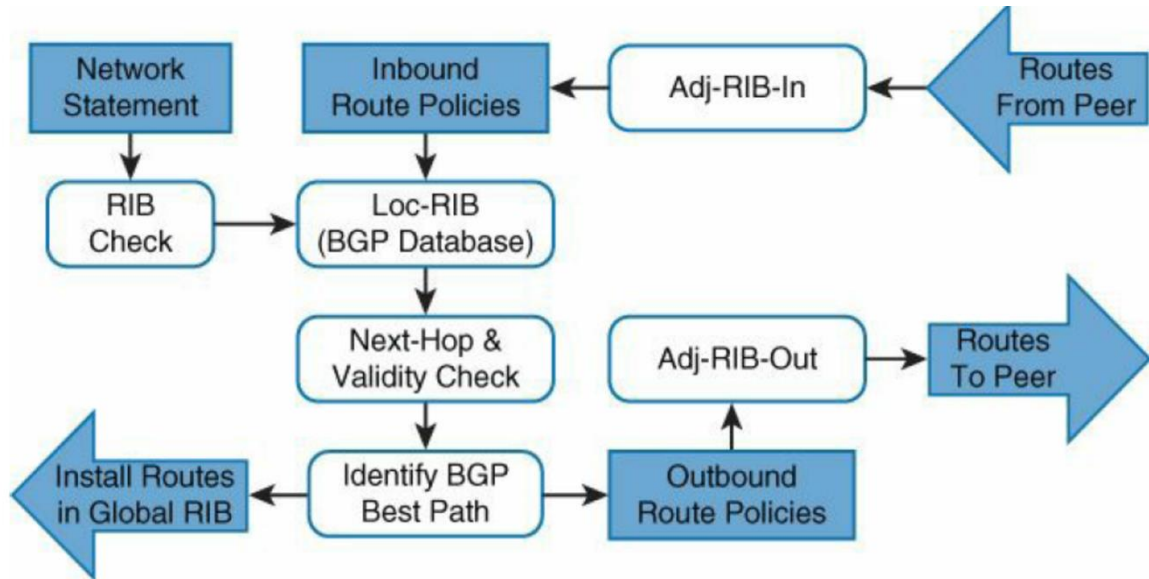 Network
Statement
Inbound
Route Policies
Adj-RIB-In
Routes
From Peer
RIB
Check
Loc-RIB
(BGP Database)
Next-Hop &
Validity Check
Adj-RIB-Out
Routes
To Peer
Install Routes
in Global RIB
Identify BGP
Best Path
Outbound
Route Policies